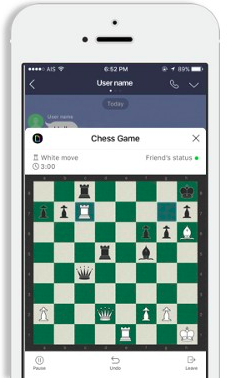 AIS
6:52 PM
88%
User name
Today
User name
Chess Game
White move
Friend's status
3:00
Pause
Undo
Leave